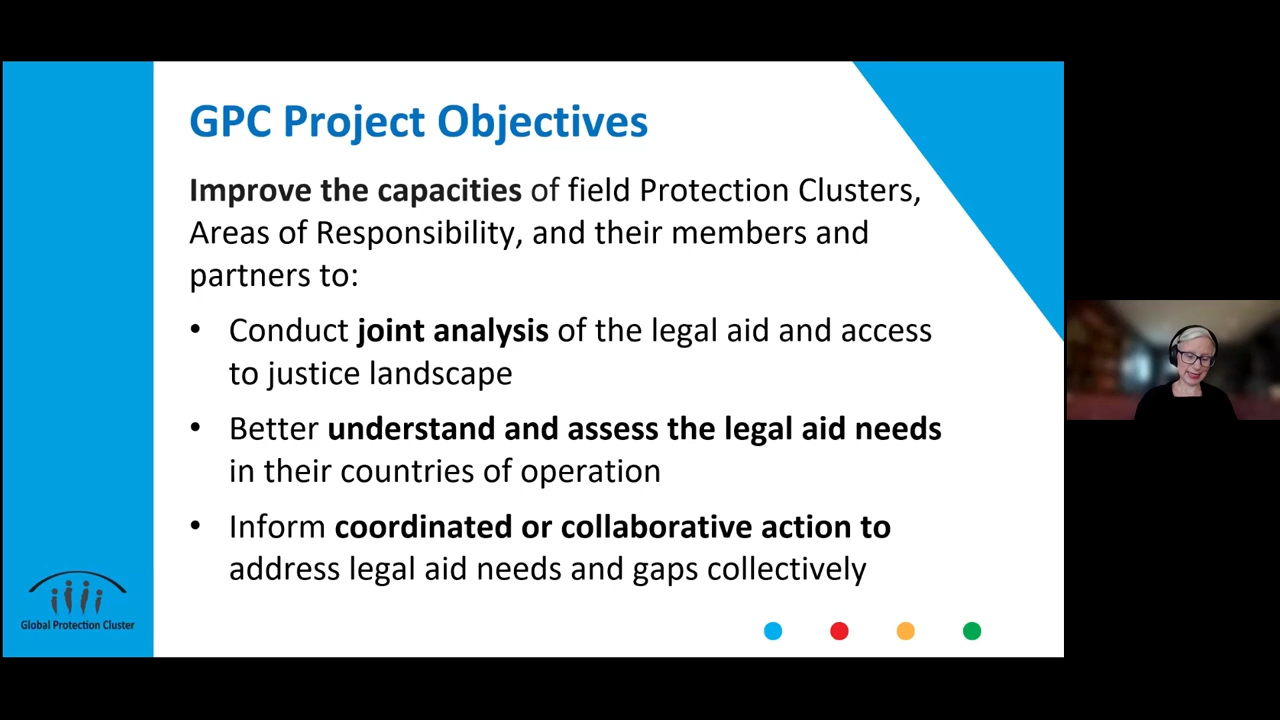 GPC Project Objectives
Improve the capacities of field Protection Clusters,
Areas of Responsibility, and their members and
partners to:
• Conduct joint analysis of the legal aid and access
to justice landscape
• Better understand and assess the legal aid needs
in their countries of operation
• Inform coordinated or collaborative action to
address legal aid needs and gaps collectively
Global Protection Cluster